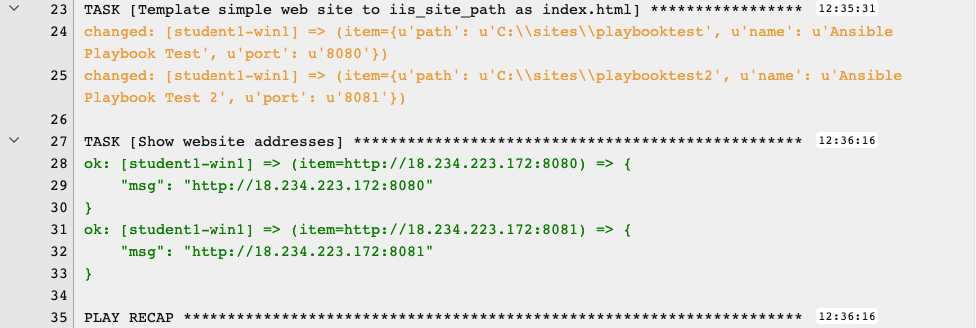 23 TASK [Template simple web site to iis_site_path as index.html] ***************** 12:35:31
24 changed: [student1-win1] => (item={u'path': u'C:\\sites\\playbooktest', u'name': u'Ansible
Playbook Test', u'port': u'8080'})
25 changed: [student1-win1] => (item={u'path': u'C:\\sites\\playbooktest2', u'name': u'Ansible
Playbook Test 2', u'port': u'8081'})
26
27 TASK [Show website addresses] ************************************************* 12:36:16
28 ok: [student1-win1] => (item=http://18.234.223.172:8080) => {
29 "msg": "http://18.234.223.172:8080"
30 }
31 ok: [student1-win1] => (item=http://18.234.223.172:8081) => {
32 "msg": "http://18.234.223.172:8081"
33 }
34
35 PLAY RECAP ******************************************************************** 12:36:16